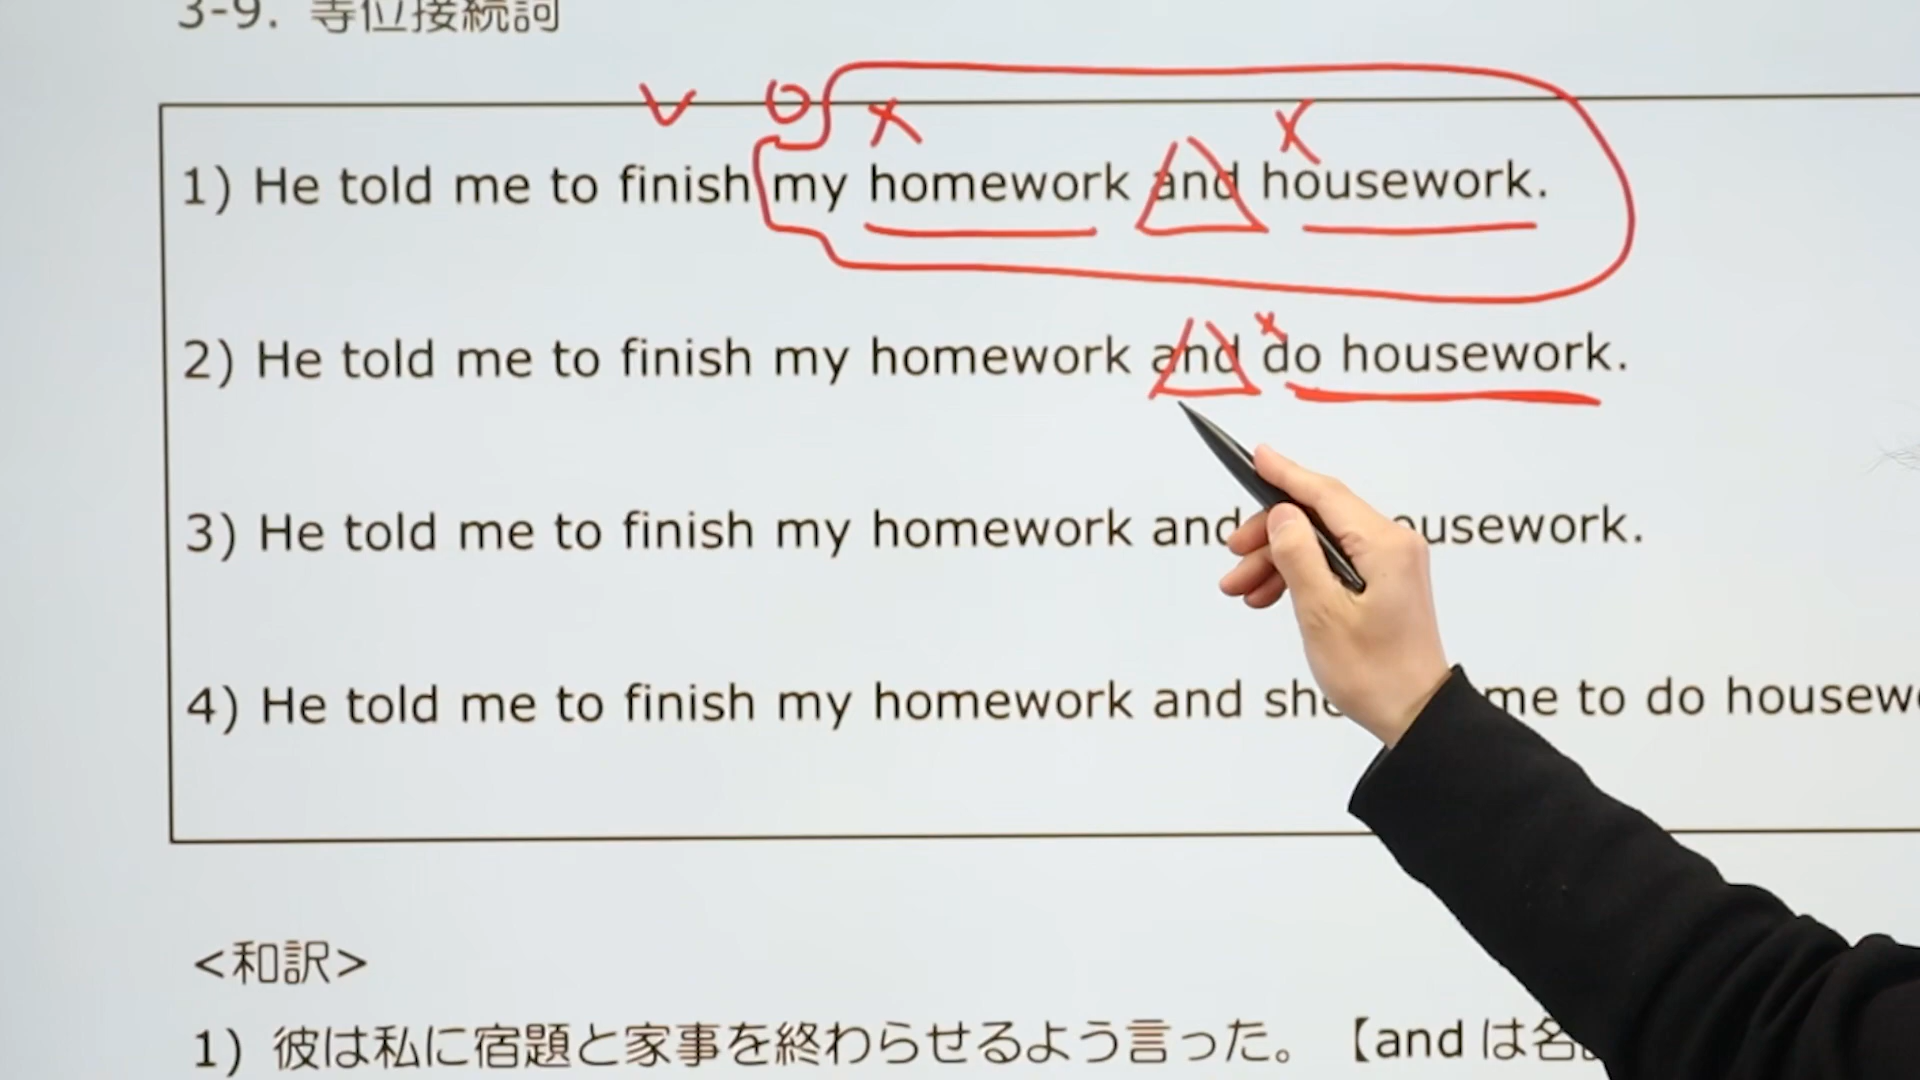 3-9. 等位接続詞
V O X X
1) He told me to finish my homework and housework.
X
2) He told me to finish my homework and do housework.
3) He told me to finish my homework and
4) He told me to finish my homework and me to do
<和訳>
1) 彼は私に宿題と家事を終わらせるよう言った。【and は